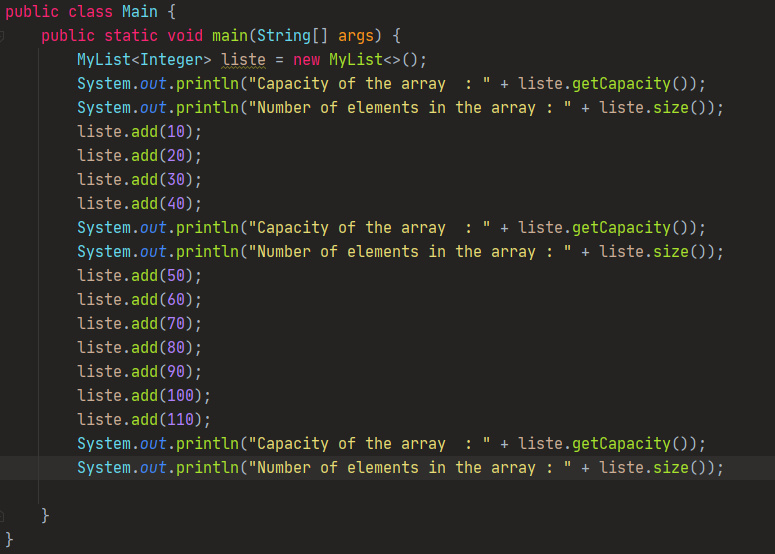 public class Main {
    public static void main(String[] args) {
        MyList<Integer> liste = new MyList<>();
        System.out.println("Capacity of the array  : " + liste.getCapacity());
        System.out.println("Number of elements in the array : " + liste.size());
        liste.add(10);
        liste.add(20);
        liste.add(30);
        liste.add(40);
        System.out.println("Capacity of the array  : " + liste.getCapacity());
        System.out.println("Number of elements in the array : " + liste.size());
        liste.add(50);
        liste.add(60);
        liste.add(70);
        liste.add(80);
        liste.add(90);
        liste.add(100);
        liste.add(110);
        System.out.println("Capacity of the array  : " + liste.getCapacity());
        System.out.println("Number of elements in the array : " + liste.size());
    }
}